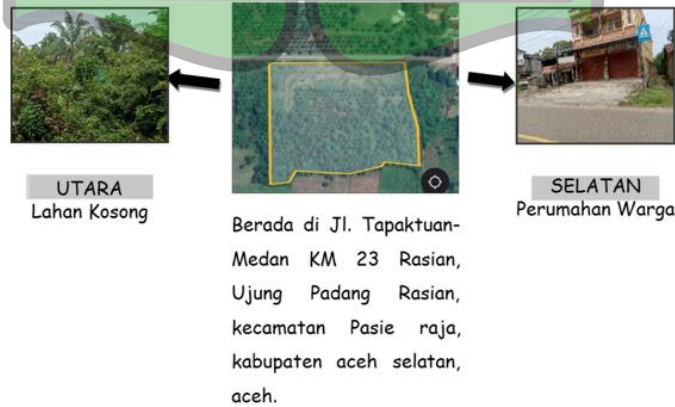 UTARA
Lahan Kosong
SELATAN
Perumahan Warga
Berada di Jl. Tapaktuan-
Medan KM 23 Rasian,
Ujung Padang Rasian,
kecamatan Pasie raja,
kabupaten aceh selatan,
aceh.